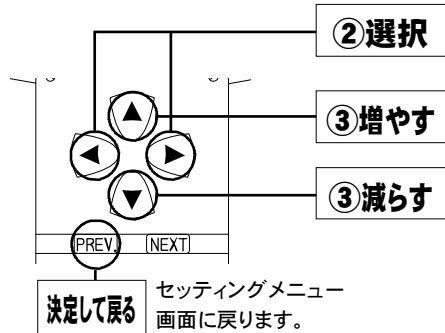 ②選択
③増やす
③減らす
PREV.
NEXT
決定して戻る
セッティングメニュー
画面に戻ります。